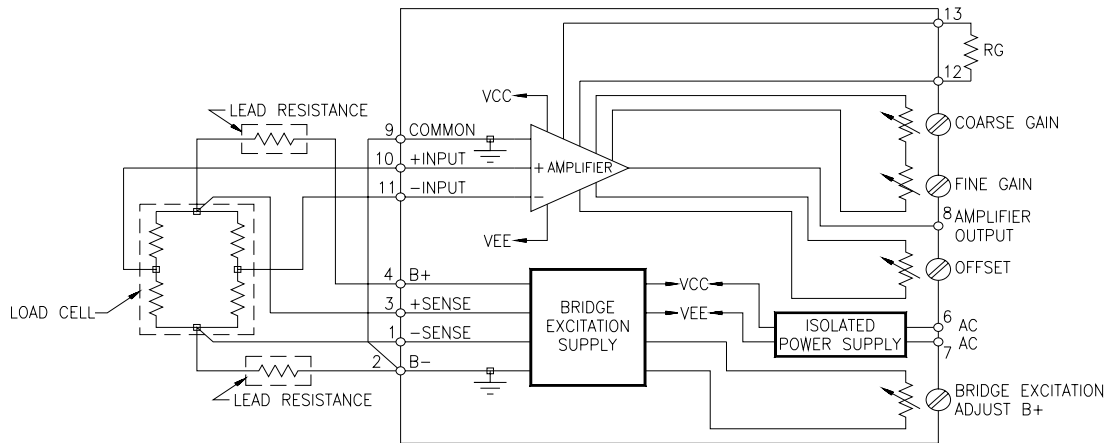 13
RG
12
LEAD RESISTANCE
VCC
9 COMMON
COARSE GAIN
10 +INPUT
+ AMPLIFIER
11 -INPUT
-
FINE GAIN
8 AMPLIFIER
OUTPUT
VEE
4 B+
OFFSET
VCC
LOAD CELL
3 +SENSE
BRIDGE
EXCITATION
SUPPLY
VEE
ISOLATED
POWER SUPPLY
6 AC
1 -SENSE
7 AC
2 B-
LEAD RESISTANCE
BRIDGE EXCITATION
ADJUST B+